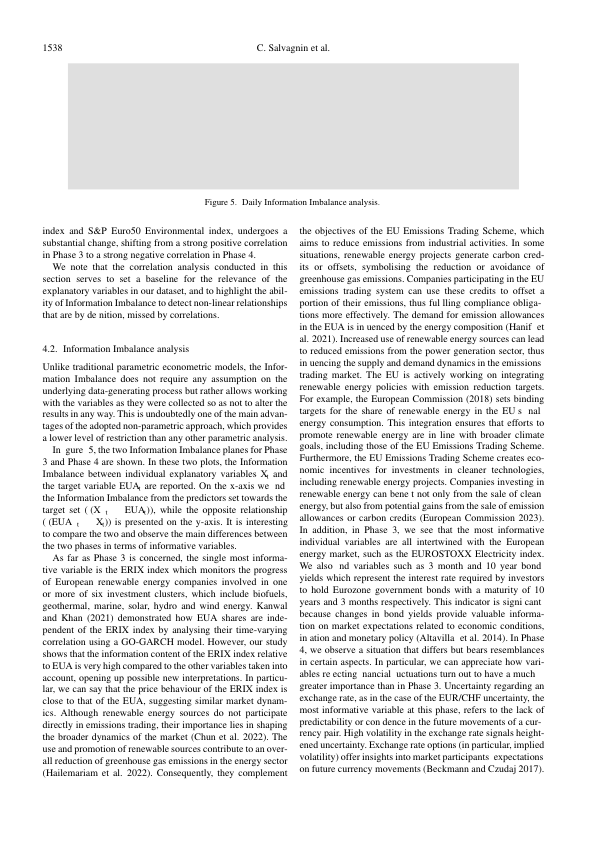 1538
C. Salvagnin et al.
Figure 5. Daily Information Imbalance analysis.
index and S&P Euro50 Environmental index, undergoes a
substantial change, shifting from a strong positive correlation
in Phase 3 to a strong negative correlation in Phase 4.
We note that the correlation analysis conducted in this
section serves to set a baseline for the relevance of the
explanatory variables in our dataset, and to highlight the abil-
ity of Information Imbalance to detect non-linear relationships
that are by de nition, missed by correlations.
4.2. Information Imbalance analysis
Unlike traditional parametric econometric models, the Infor-
mation Imbalance does not require any assumption on the
underlying data-generating process but rather allows working
with the variables as they were collected so as not to alter the
results in any way. This is undoubtedly one of the main advan-
tages of the adopted non-parametric approach, which provides
a lower level of restriction than any other parametric analysis.
In gure 5, the two Information Imbalance planes for Phase
3 and Phase 4 are shown. In these two plots, the Information
Imbalance between individual explanatory variables Xt and
the target variable EUAt are reported. On the x-axis we nd
the Information Imbalance from the predictors set towards the
target set ( (X t EUAt)), while the opposite relationship
( (EUA t Xt)) is presented on the y-axis. It is interesting
to compare the two and observe the main differences between
the two phases in terms of informative variables.
As far as Phase 3 is concerned, the single most informa-
tive variable is the ERIX index which monitors the progress
of European renewable energy companies involved in one
or more of six investment clusters, which include biofuels,
geothermal, marine, solar, hydro and wind energy. Kanwal
and Khan (2021) demonstrated how EUA shares are inde-
pendent of the ERIX index by analysing their time-varying
correlation using a GO-GARCH model. However, our study
shows that the information content of the ERIX index relative
to EUA is very high compared to the other variables taken into
account, opening up possible new interpretations. In particu-
lar, we can say that the price behaviour of the ERIX index is
close to that of the EUA, suggesting similar market dynam-
ics. Although renewable energy sources do not participate
directly in emissions trading, their importance lies in shaping
the broader dynamics of the market (Chun et al. 2022). The
use and promotion of renewable sources contribute to an over-
all reduction of greenhouse gas emissions in the energy sector
(Hailemariam et al. 2022). Consequently, they complement
the objectives of the EU Emissions Trading Scheme, which
aims to reduce emissions from industrial activities. In some
situations, renewable energy projects generate carbon cred-
its or offsets, symbolising the reduction or avoidance of
greenhouse gas emissions. Companies participating in the EU
emissions trading system can use these credits to offset a
portion of their emissions, thus ful lling compliance obliga-
tions more effectively. The demand for emission allowances
in the EUA is in uenced by the energy composition (Hanif et
al. 2021). Increased use of renewable energy sources can lead
to reduced emissions from the power generation sector, thus
in uencing the supply and demand dynamics in the emissions
trading market. The EU is actively working on integrating
renewable energy policies with emission reduction targets.
For example, the European Commission (2018) sets binding
targets for the share of renewable energy in the EU s nal
energy consumption. This integration ensures that efforts to
promote renewable energy are in line with broader climate
goals, including those of the EU Emissions Trading Scheme.
Furthermore, the EU Emissions Trading Scheme creates eco-
nomic incentives for investments in cleaner technologies,
including renewable energy projects. Companies investing in
renewable energy can bene t not only from the sale of clean
energy, but also from potential gains from the sale of emission
allowances or carbon credits (European Commission 2023).
In addition, in Phase 3, we see that the most informative
individual variables are all intertwined with the European
energy market, such as the EUROSTOXX Electricity index.
We also nd variables such as 3 month and 10 year bond
yields which represent the interest rate required by investors
to hold Eurozone government bonds with a maturity of 10
years and 3 months respectively. This indicator is signi cant
because changes in bond yields provide valuable informa-
tion on market expectations related to economic conditions,
in ation and monetary policy (Altavilla et al. 2014). In Phase
4, we observe a situation that differs but bears resemblances
in certain aspects. In particular, we can appreciate how vari-
ables re ecting nancial uctuations turn out to have a much
greater importance than in Phase 3. Uncertainty regarding an
exchange rate, as in the case of the EUR/CHF uncertainty, the
most informative variable at this phase, refers to the lack of
predictability or con dence in the future movements of a cur-
rency pair. High volatility in the exchange rate signals height-
ened uncertainty. Exchange rate options (in particular, implied
volatility) offer insights into market participants expectations
on future currency movements (Beckmann and Czudaj 2017).